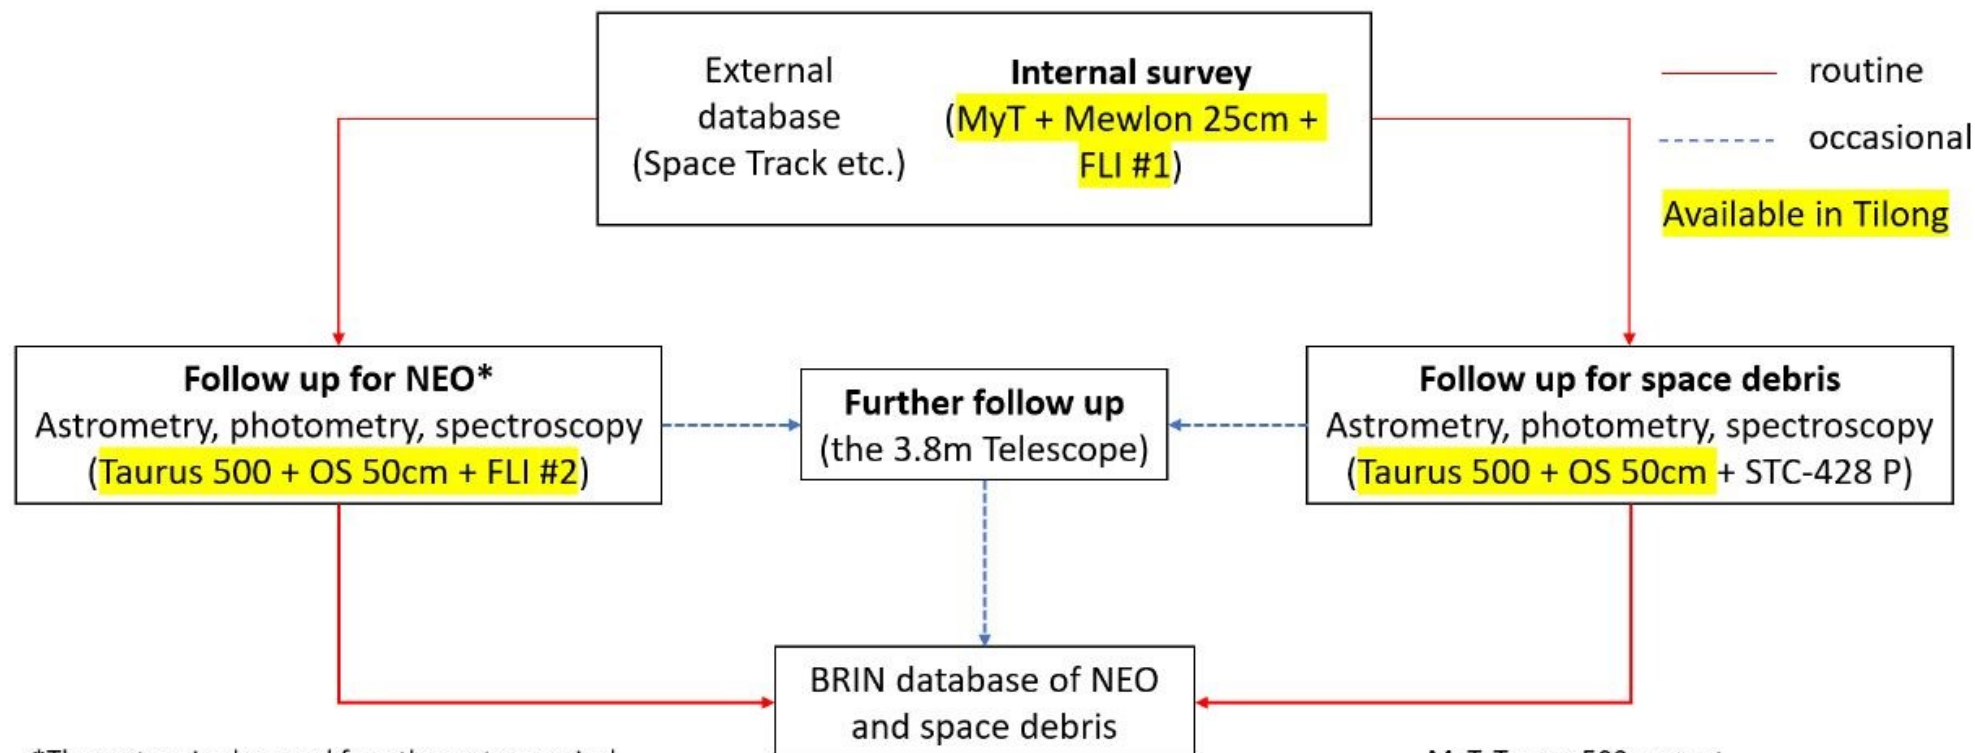 External
database
(Space Track etc.)
Internal survey
(MyT + Mewlon 25cm +
FLI #1)
routine
occasional
Available in Tilong
Follow up for NEO*
Astrometry, photometry, spectroscopy
(Taurus 500 + OS 50cm + FLI #2)
Further follow up
(the 3.8m Telescope)
Follow up for space debris
Astrometry, photometry, spectroscopy
(Taurus 500 + OS 50cm + STC-428 P)
BRIN database of NEO
and space debris